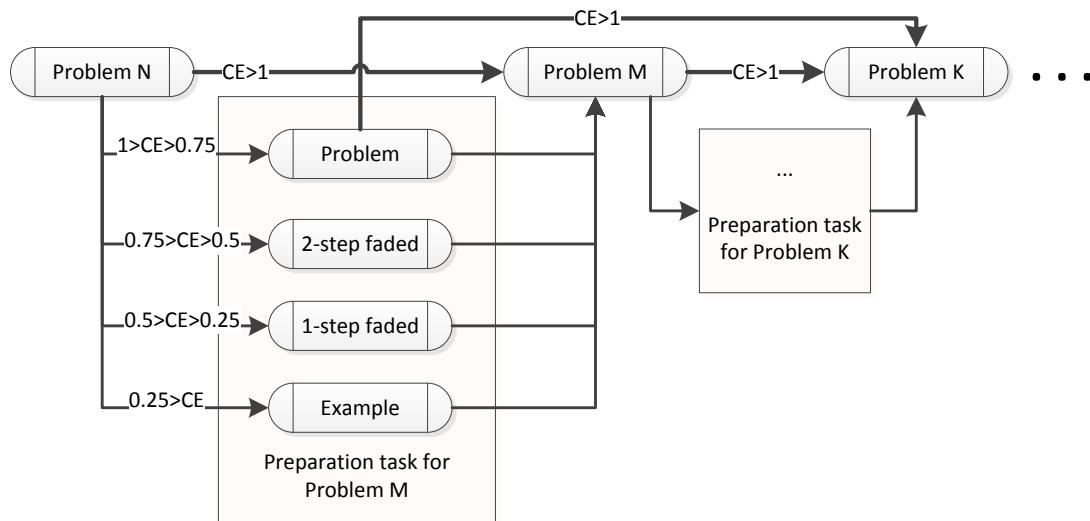 CE>1
Problem N
CE>1
Problem M
CE>1
Problem K
. . .
1>CE>0.75
Problem
...
Preparation task
for Problem K
0.75>CE>0.5
2-step faded
0.5>CE>0.25
1-step faded
0.25>CE
Example
Preparation task for
Problem M